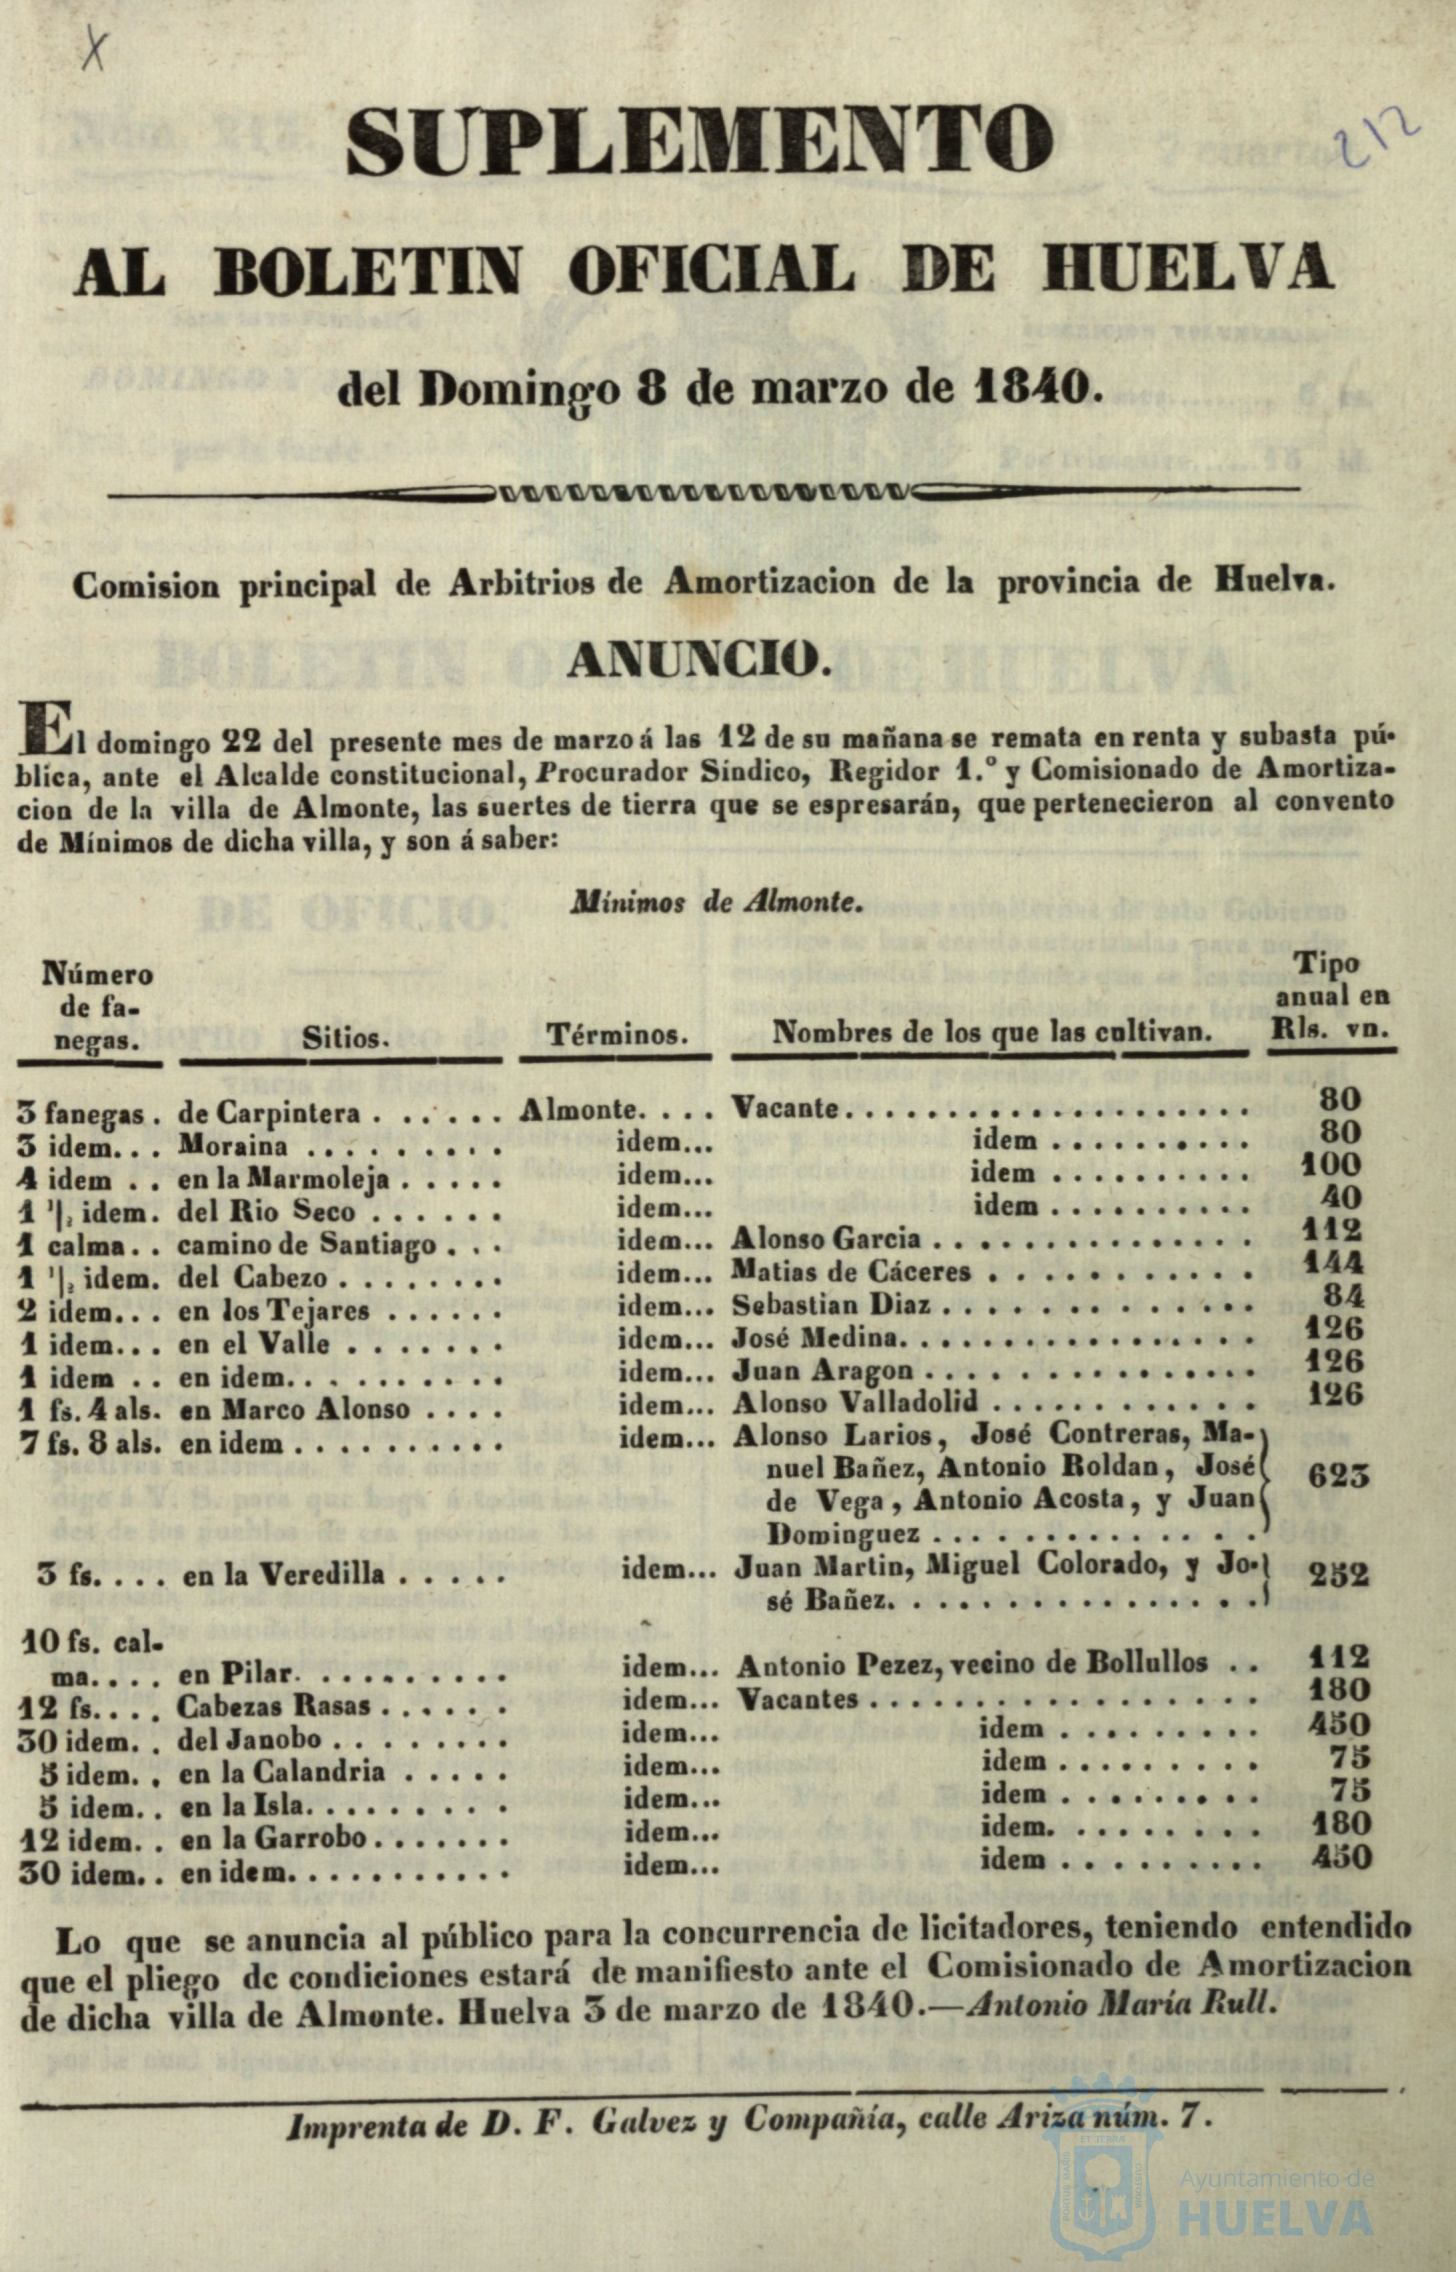 X
212
SUPLEMENTO
AL BOLETIN OFICIAL DE HUELVA
del Domingo 8 de marzo de 1840.
Comision principal de Arbitrios de Amortizacion de la provincia de Huelva.
ANUNCIO.
El domingo 22 del presente mes de marzo á las 12 de su mañana se remata en renta y subasta pú-
blica, ante el Alcalde constitucional, Procurador Síndico, Regidor 1.º y Comisionado de Amortiza-
cion de la villa de Almonte, las suertes de tierra que se espresarán, que pertenecieron al convento
de Mínimos de dicha villa, y son á saber:
Mínimos de Almonte.
Número de fa- negas. Sitios. Términos. Nombres de los que las cultivan. Tipo anual en Rls. vn.
3 fanegas . de Carpintera . . . . . . Almonte. . . . Vacante. . . . . . . . . . . . . . . . . . . 80
3 idem. . . Moraina . . . . . . . . . idem... idem . . . . . . . . . . 80
4 idem . . en la Marmoleja . . . . . idem... idem . . . . . . . . . . 100
1 1/2 idem. del Rio Seco . . . . . . idem... idem . . . . . . . . . . 40
1 calma. . camino de Santiago . . . idem... Alonso Garcia . . . . . . . . . . . . . . . 112
1 1/2 idem. del Cabezo . . . . . . . . idem... Matias de Cáceres . . . . . . . . . . . . 144
2 idem. . . en los Tejares . . . . . . idem... Sebastian Diaz . . . . . . . . . . . . . . 84
1 idem. . . en el Valle . . . . . . . idem... José Medina. . . . . . . . . . . . . . . . 126
1 idem . . en idem. . . . . . . . . . idem... Juan Aragon . . . . . . . . . . . . . . . 126
1 fs. 4 als. en Marco Alonso . . . . idem... Alonso Valladolid . . . . . . . . . . . . 126
7 fs. 8 als. en idem . . . . . . . . . . idem... Alonso Larios, José Contreras, Ma-
nuel Bañez, Antonio Roldan, José 623
de Vega, Antonio Acosta, y Juan
Dominguez . . . . . . . . . . . . . .
3 fs. . . . en la Veredilla . . . . . idem... Juan Martin, Miguel Colorado, y Jo- 252
sé Bañez. . . . . . . . . . . . . . . .
10 fs. cal-
ma. . . . en Pilar. . . . . . . . . . idem... Antonio Pezez, vecino de Bollullos . . 112
12 fs. . . . Cabezas Rasas . . . . . . idem... Vacantes . . . . . . . . . . . . . . . . . 180
30 idem. . del Janobo . . . . . . . . . idem... idem . . . . . . . . . 450
5 idem. . en la Calandria . . . . . idem... idem . . . . . . . . . 75
5 idem. . en la Isla. . . . . . . . . idem... idem . . . . . . . . . 75
12 idem. . en la Garrobo . . . . . . . idem... idem. . . . . . . . . 180
30 idem. . en idem. . . . . . . . . . . idem... idem . . . . . . . . . . 450
Lo que se anuncia al público para la concurrencia de licitadores, teniendo entendido
que el pliego de condiciones estará de manifiesto ante el Comisionado de Amortizacion
de dicha villa de Almonte. Huelva 3 de marzo de 1840.—Antonio María Rull.
Imprenta de D. F. Galvez y Compañía, calle Ariza núm. 7.
Ayuntamiento de
HUELVA